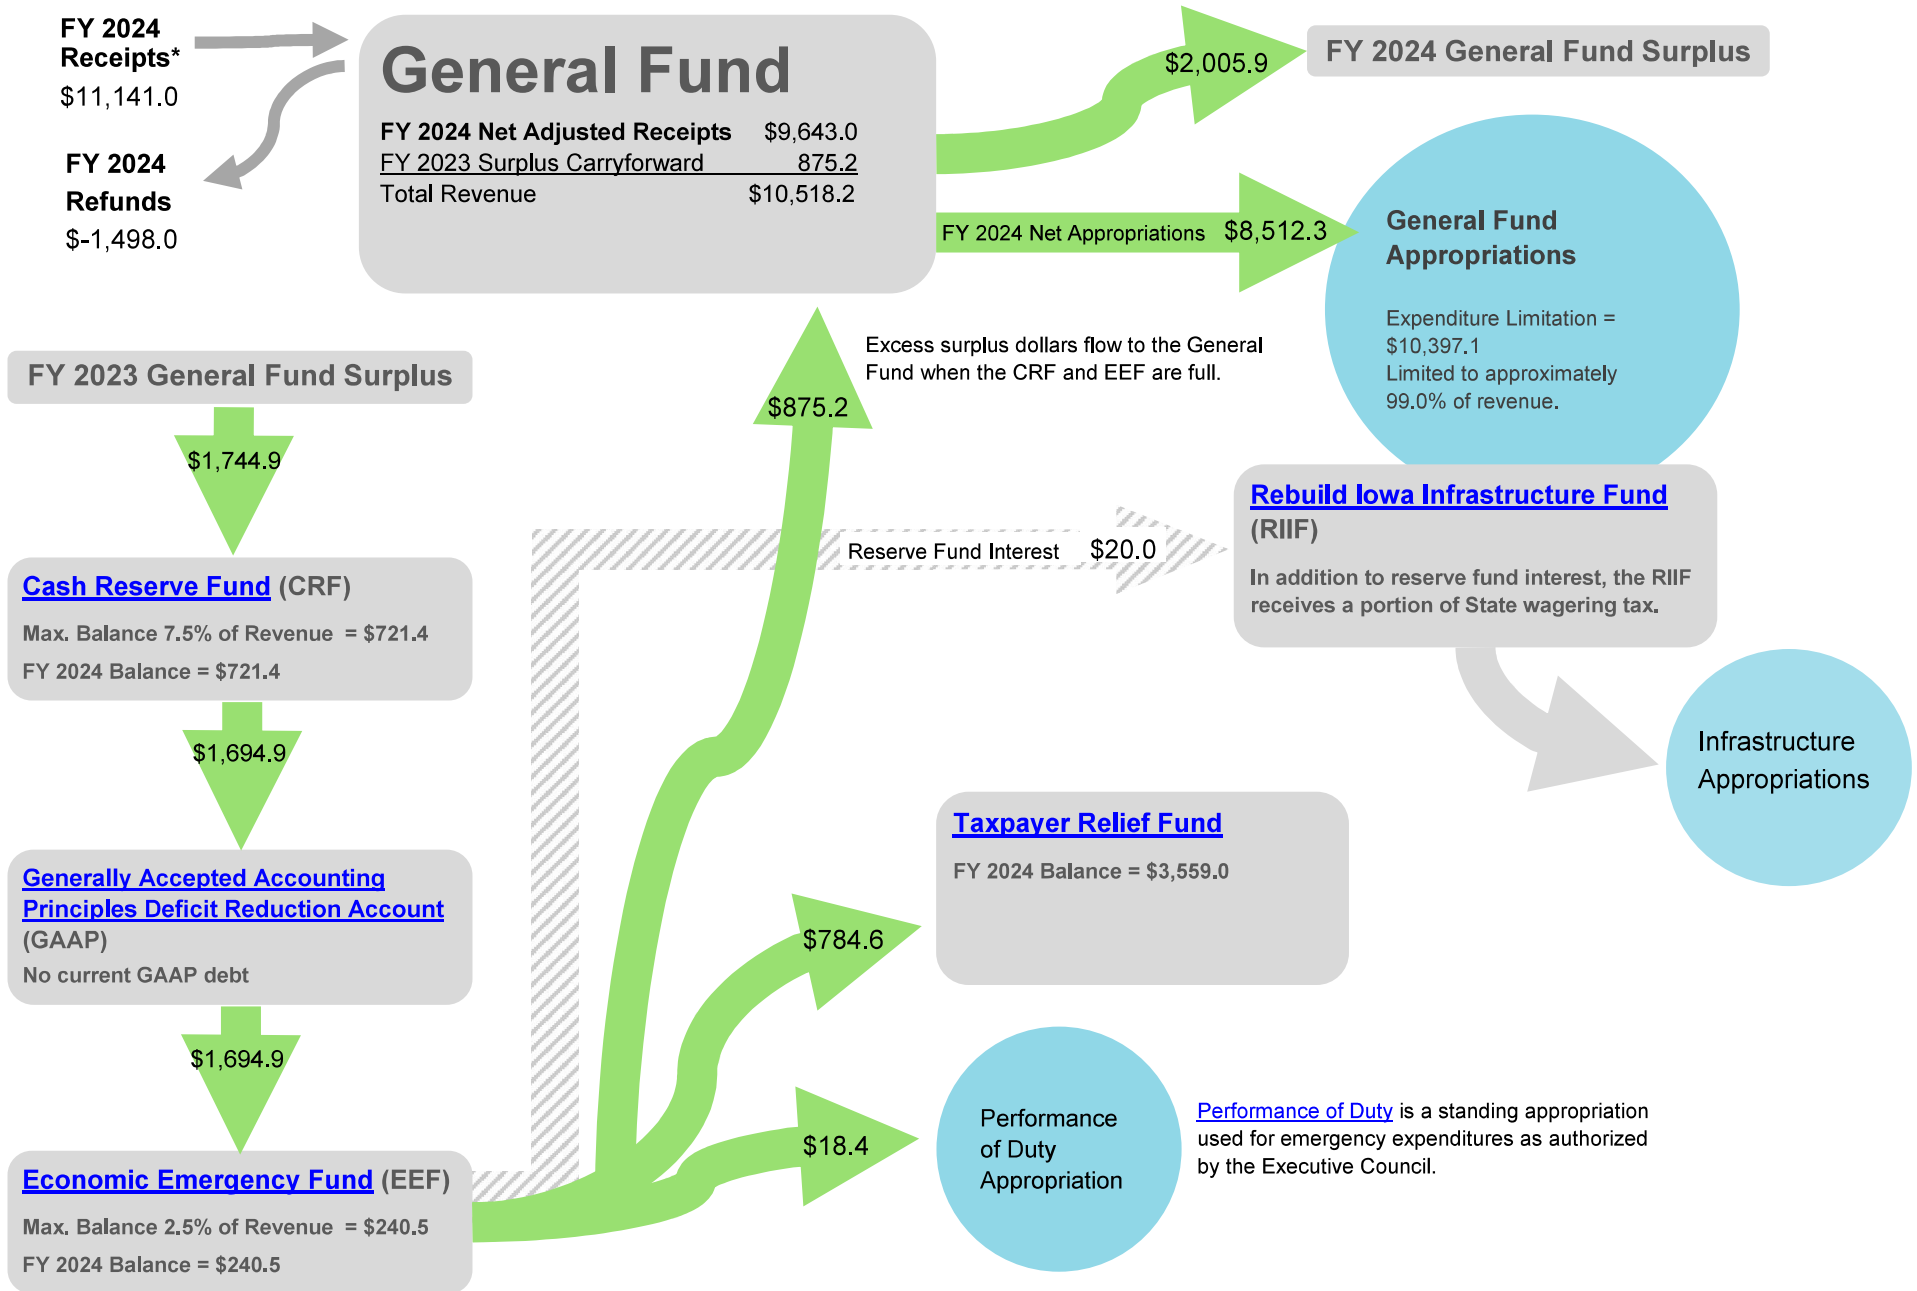 FY 2024
Receipts*
$11,141.0
FY 2024
Refunds
$-1,498.0
General Fund
FY 2024 Net Adjusted Receipts $9,643.0
FY 2023 Surplus Carryforward 875.2
Total Revenue $10,518.2
$2,005.9
FY 2024 General Fund Surplus
FY 2024 Net Appropriations $8,512.3
General Fund
Appropriations
Expenditure Limitation =
$10,397.1
Limited to approximately
99.0% of revenue.
Excess surplus dollars flow to the General
Fund when the CRF and EEF are full.
$875.2
FY 2023 General Fund Surplus
$1,744.9
Cash Reserve Fund (CRF)
Max. Balance 7.5% of Revenue = $721.4
FY 2024 Balance = $721.4
$1,694.9
Generally Accepted Accounting
Principles Deficit Reduction Account
(GAAP)
No current GAAP debt
$1,694.9
Economic Emergency Fund (EEF)
Max. Balance 2.5% of Revenue = $240.5
FY 2024 Balance = $240.5
Reserve Fund Interest $20.0
Rebuild Iowa Infrastructure Fund
(RIIF)
In addition to reserve fund interest, the RIIF
receives a portion of State wagering tax.
Infrastructure
Appropriations
Taxpayer Relief Fund
FY 2024 Balance = $3,559.0
$784.6
$18.4
Performance
of Duty
Appropriation
Performance of Duty is a standing appropriation
used for emergency expenditures as authorized
by the Executive Council.